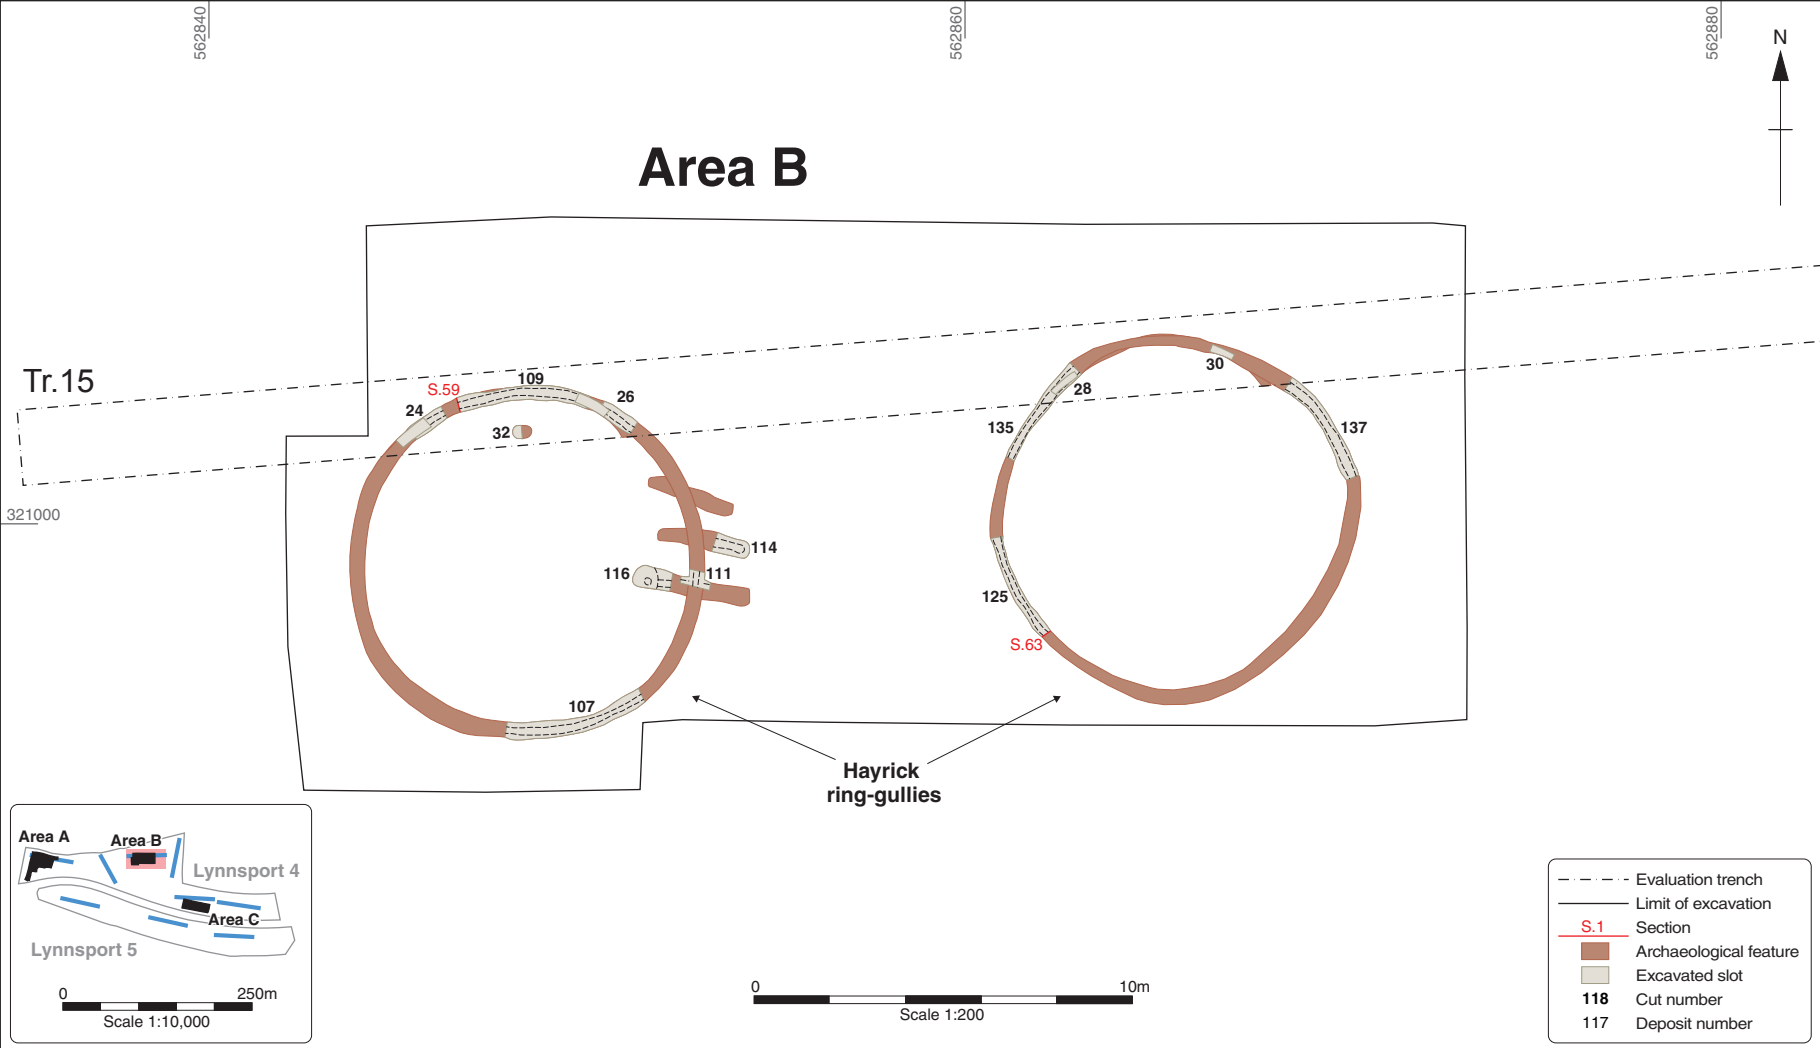 562840
562860
562880
N
Area B
Tr.15
S.59
109
24
26
32
30
28
135
137
321000
114
116
111
125
S.63
107
Hayrick
ring-gullies
Area A
Area B
Lynnsport 4
Area C
Lynnsport 5
0 250m
Scale 1:10,000
0 10m
Scale 1:200
Evaluation trench
Limit of excavation
S.1 Section
Archaeological feature
Excavated slot
118 Cut number
117 Deposit number